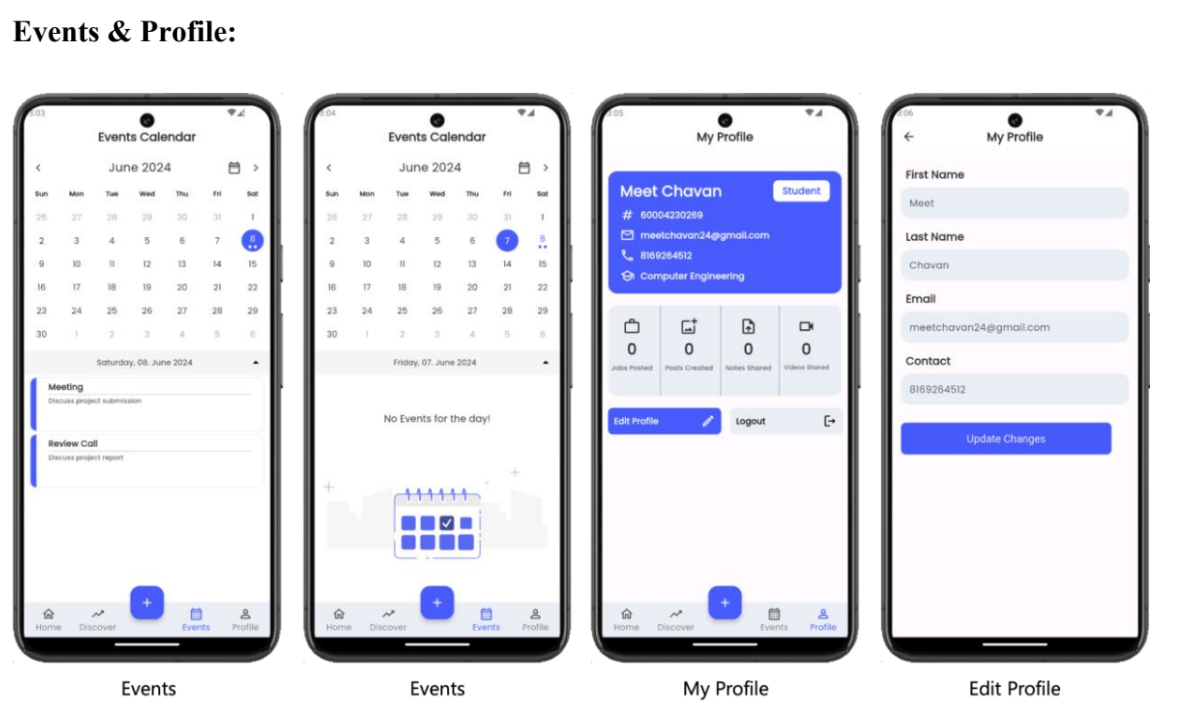 Events & Profile:
3:03
Events Calendar
June 2024
Sun Mon Tue Wed Thu Fri Sat
26 27 28 29 30 31 1
2 3 4 5 6 7 8
9 10 11 12 13 14 15
16 17 18 19 20 21 22
23 24 25 26 27 28 29
30 1 2 3 4 5 6
Saturday, 08. June 2024
Meeting
Discuss project submission
Review Call
Discuss project report
Home Discover + Events Profile
Events
3:04
Events Calendar
June 2024
Sun Mon Tue Wed Thu Fri Sat
26 27 28 29 30 31 1
2 3 4 5 6 7 8
9 10 11 12 13 14 15
16 17 18 19 20 21 22
23 24 25 26 27 28 29
30 1 2 3 4 5 6
Friday, 07. June 2024
No Events for the day!
Home Discover + Events Profile
Events
3:05
My Profile
Meet Chavan Student
# 60004230269
meetchavan24@gmail.com
8169264512
Computer Engineering
0 0 0 0
Jobs Posted Posts Created Notes Shared Videos Shared
Edit Profile Logout
Home Discover + Events Profile
My Profile
3:06
My Profile
First Name
Meet
Last Name
Chavan
Email
meetchavan24@gmail.com
Contact
8169264512
Update Changes
Edit Profile